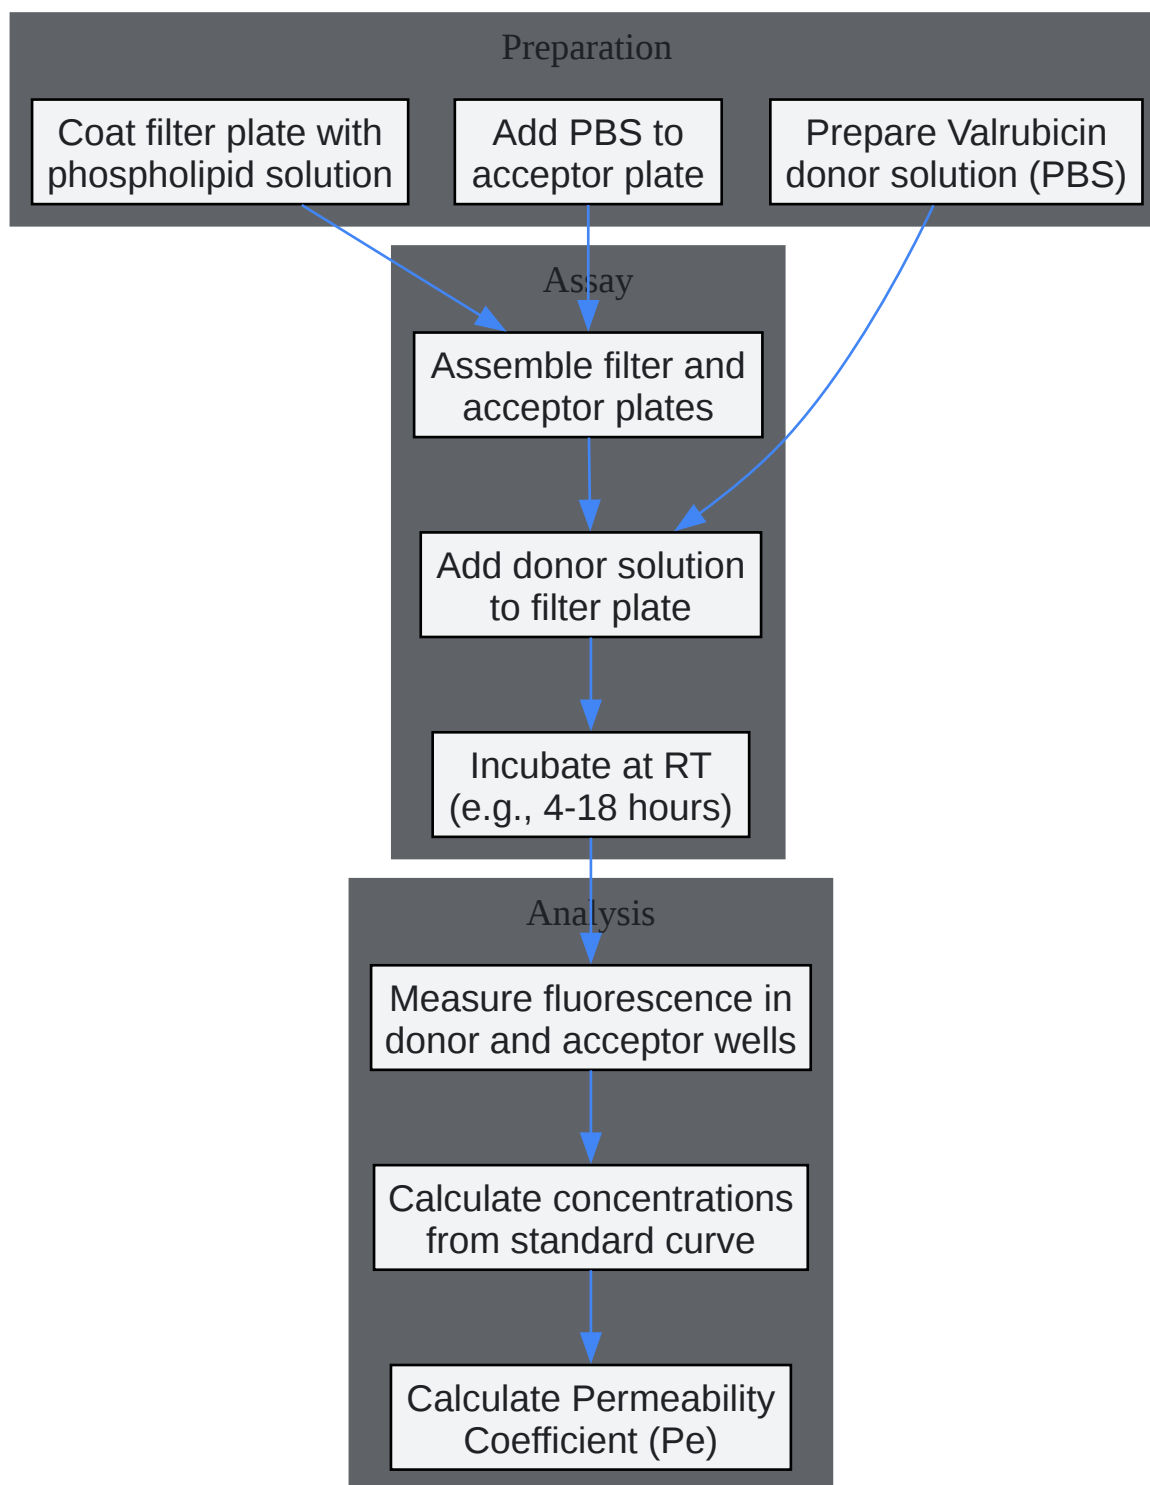 Preparation
Coat filter plate with
phospholipid solution
Add PBS to
acceptor plate
Prepare Valrubicin
donor solution (PBS)
Assay
Assemble filter and
acceptor plates
Add donor solution
to filter plate
Incubate at RT
(e.g., 4-18 hours)
Analysis
Measure fluorescence in
donor and acceptor wells
Calculate concentrations
from standard curve
Calculate Permeability
Coefficient (Pe)